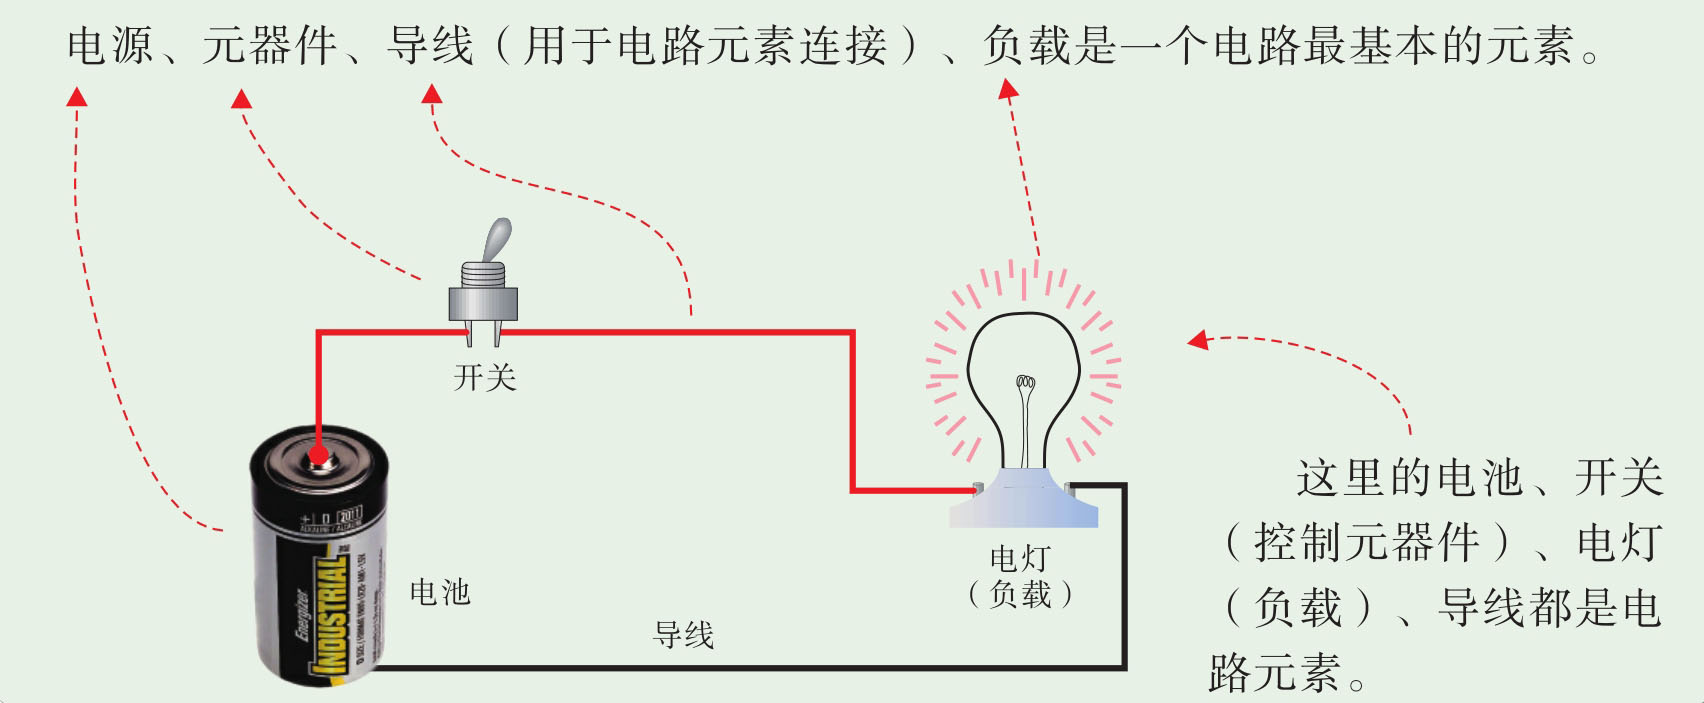 电源、元器件、导线（用于电路元素连接）、负载是一个电路最基本的元素。
开关
电池
导线
电灯
（负载）
这里的电池、开关
（控制元器件）、电灯
（负载）、导线都是电
路元素。
+ D 2011
Energizer
INDUSTRIAL